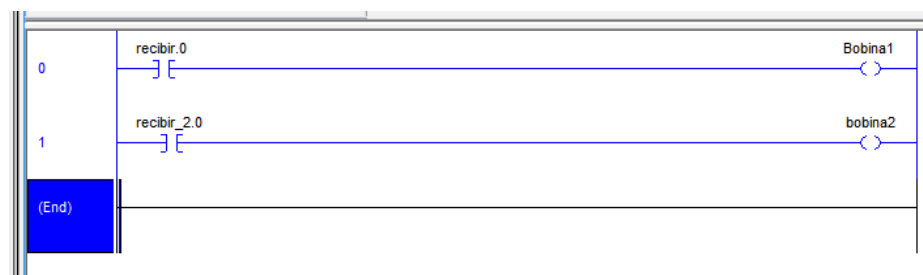 recibir.0 Bobina1
0
recibir_2.0 bobina2
1
(End)